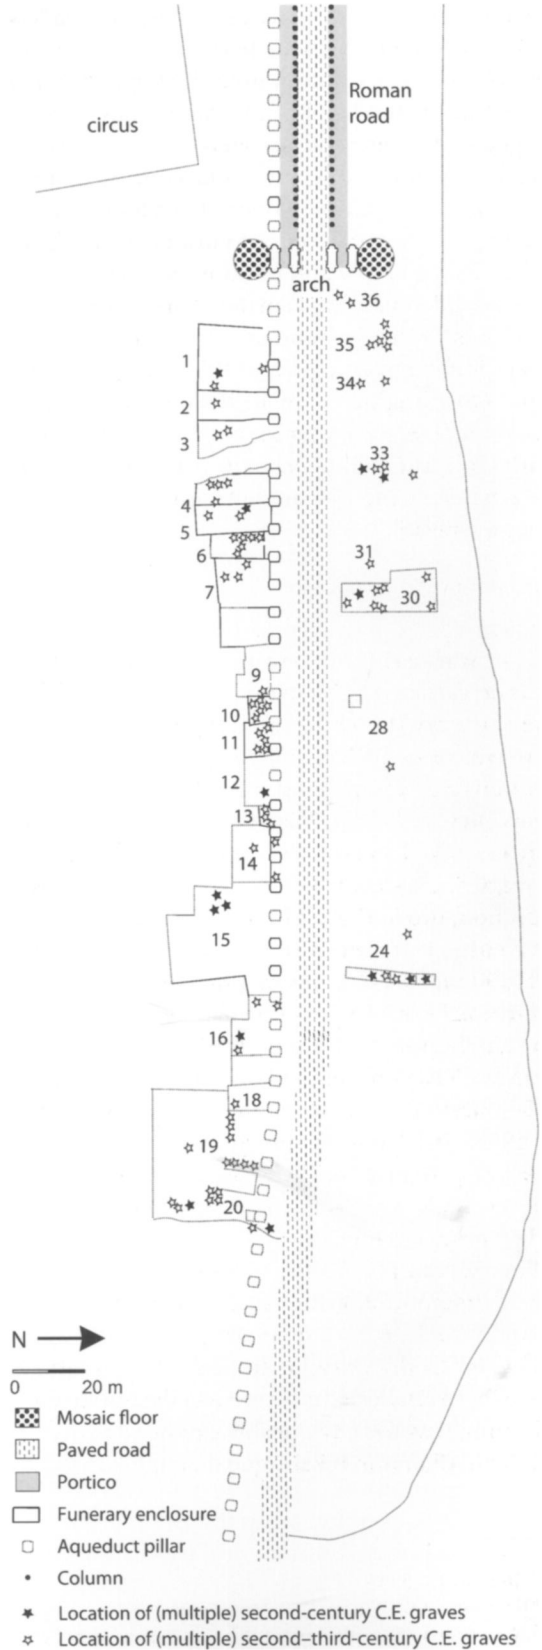 circus
Roman
road
arch
36
35
34
33
31
30
28
24
1
2
3
4
5
6
7
9
10
11
12
13
14
15
16
18
19
20
N
0 20 m
Mosaic floor
Paved road
Portico
Funerary enclosure
Aqueduct pillar
Column
Location of (multiple) second-century C.E. graves
Location of (multiple) second–third-century C.E. graves